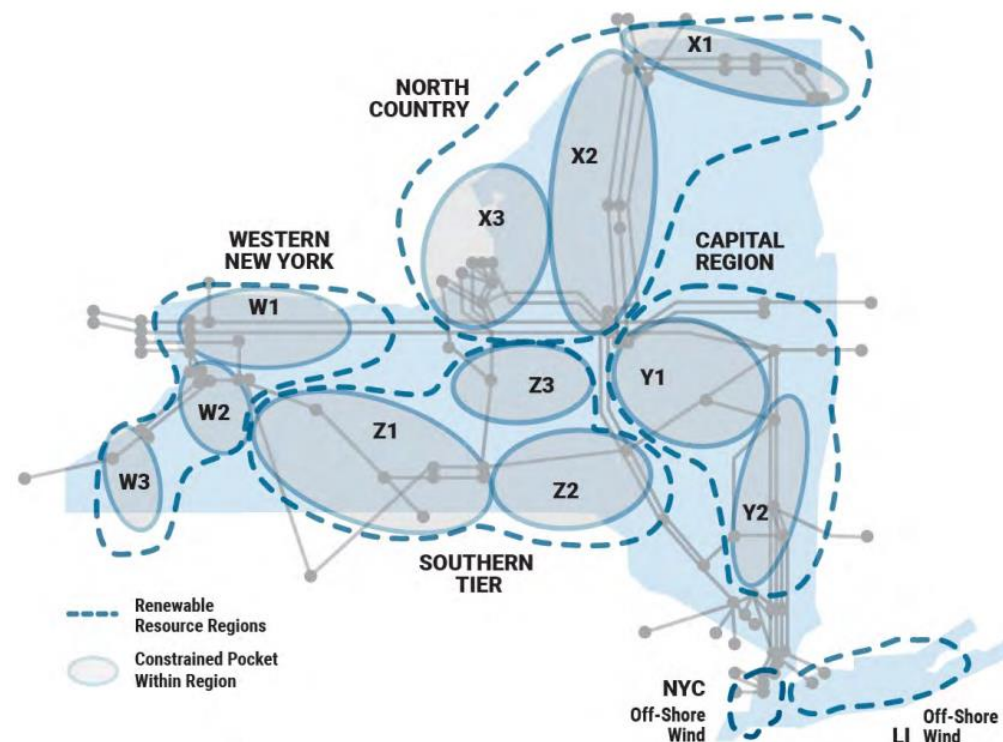 X1
NORTH
COUNTRY
X2
X3
WESTERN
NEW YORK
CAPITAL
REGION
W1
Z3
Y1
W2
Z1
W3
Z2
Y2
SOUTHERN
TIER
Renewable
Resource Regions
Constrained Pocket
Within Region
NYC
Off-Shore
Wind
LI
Off-Shore
Wind